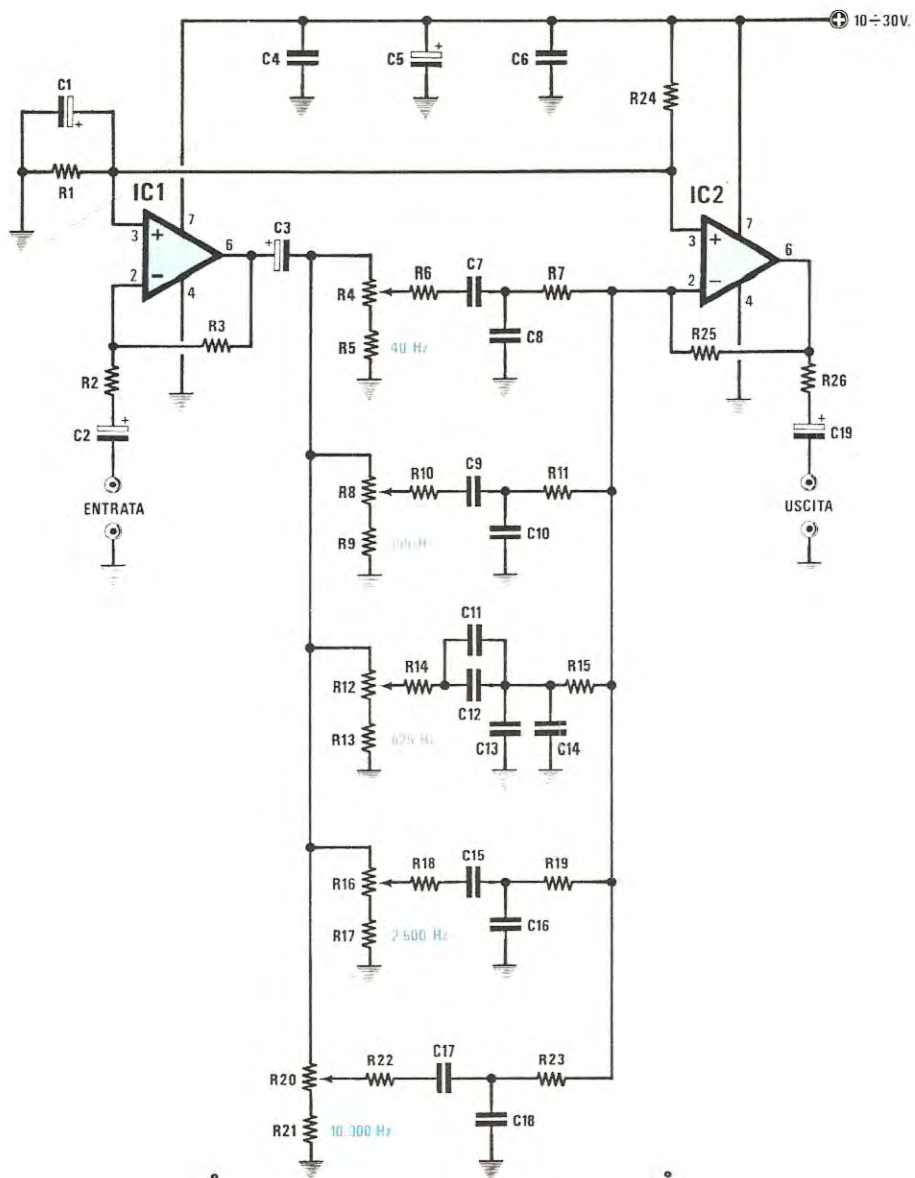 10÷30V.
C4
C5
+
C6
R24
C1
+
R1
IC1
3
+
2
−
7
6
4
C3
+
R3
R2
C2
+
ENTRATA
R4
R6
C7
R7
C8
R5
40 Hz
IC2
3
+
2
−
7
6
4
R25
R26
+
C19
USCITA
R8
R10
C9
R11
C10
R9
Hz
R12
R14
C11
C12
R15
R13
625 Hz
C13
C14
R16
R18
C15
R19
R17
2.500 Hz
C16
R20
R22
C17
R23
R21
10.000 Hz
C18